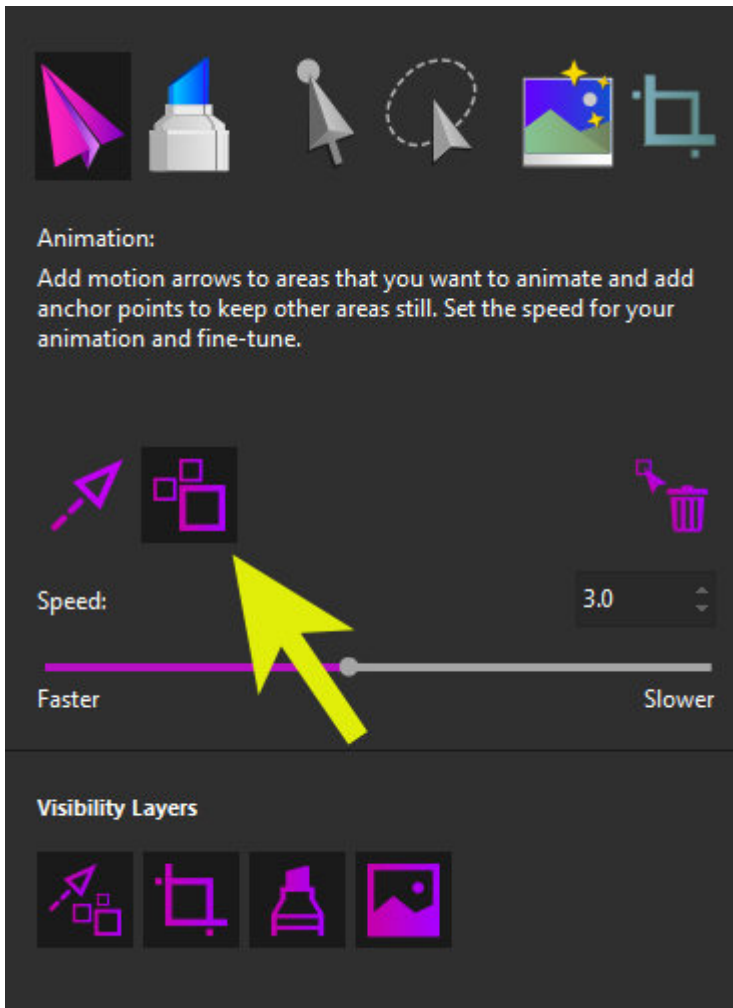 Animation:
Add motion arrows to areas that you want to animate and add
anchor points to keep other areas still. Set the speed for your
animation and fine-tune.
Speed:
3.0
Faster
Slower
Visibility Layers